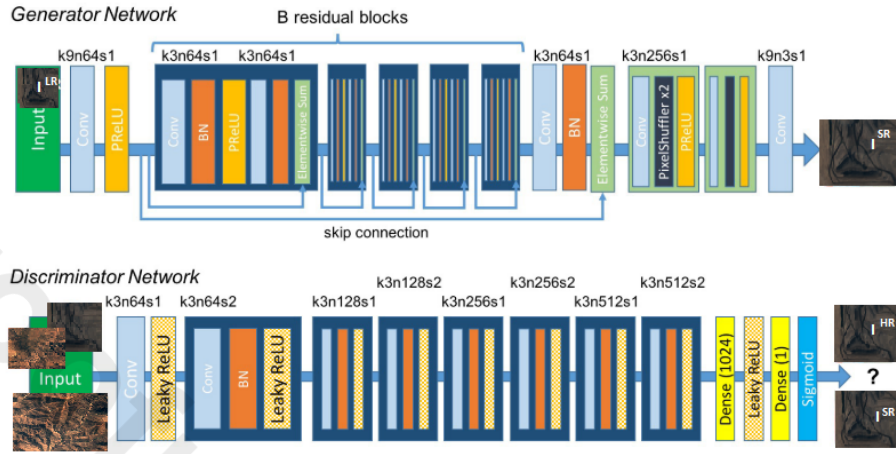 Generator Network
B residual blocks
k9n64s1
k3n64s1
k3n64s1
k3n64s1
k3n256s1
k9n3s1
I LR
Input
Conv
PReLU
Conv
BN
PReLU
Elementwise Sum
Conv
BN
Elementwise Sum
Conv
PixelShuffler x2
PReLU
Conv
I SR
skip connection
Discriminator Network
k3n64s1
k3n64s2
k3n128s1
k3n128s2
k3n256s1
k3n256s2
k3n512s1
k3n512s2
Input
Conv
Leaky ReLU
Conv
BN
Leaky ReLU
Dense (1024)
Leaky ReLU
Dense (1)
Sigmoid
I HR
?
I SR